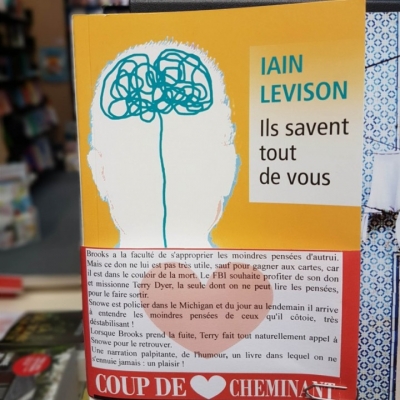 IAIN
LEVISON
Ils savent
tout
de vous
Brooks a la faculté de s'approprier les moindres pensées d'autrui.
Mais ce don ne lui est pas très utile, sauf pour gagner aux cartes, car
il est dans le couloir de la mort. Le FBI souhaite profiter de son don
et missionne Terry Dyer, la seule dont on ne peut lire les pensées,
pour le faire sortir.
Snowe est policier dans le Michigan et du jour au lendemain il arrive
à entendre les moindres pensées de ceux qu'il côtoie, très
déstabilisant !
Lorsque Brooks prend la fuite, Terry fait tout naturellement appel à
Snowe pour le retrouver.
Une narration palpitante, de l'humour, un livre dans lequel on ne
s'ennuie jamais : un plaisir !
COUP DE CHEMINANT